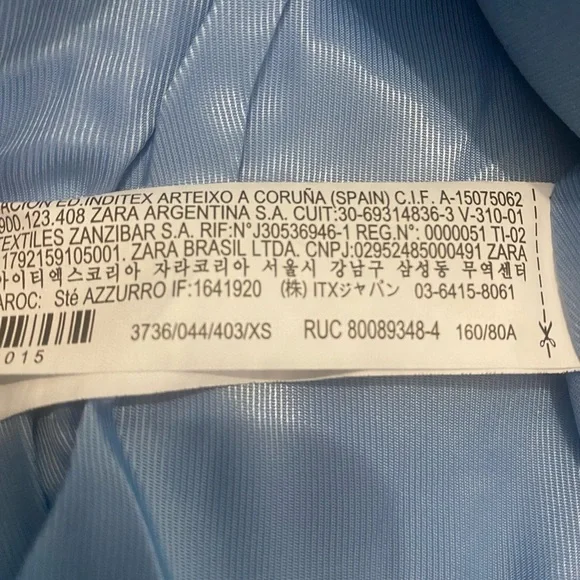 ED.INDITEX ARTEIXO A CORUÑA (SPAIN) C.I.F. A-15075062
900.123.408 ZARA ARGENTINA S.A. CUIT:30-69314836-3 V-310-01
TEXTILES ZANZIBAR S.A. RIF:N°J30536946-1 REG.N°: 0000051 TI-02
1792159105001. ZARA BRASIL LTDA. CNPJ:02952485000491 ZARA
아이티엑스코리아 자라코리아 서울시 강남구 삼성동 무역센터
AROC: Sté AZZURRO IF:1641920 (株) ITXジャパン 03-6415-8061
3736/044/403/XS RUC 80089348-4 160/80A
015